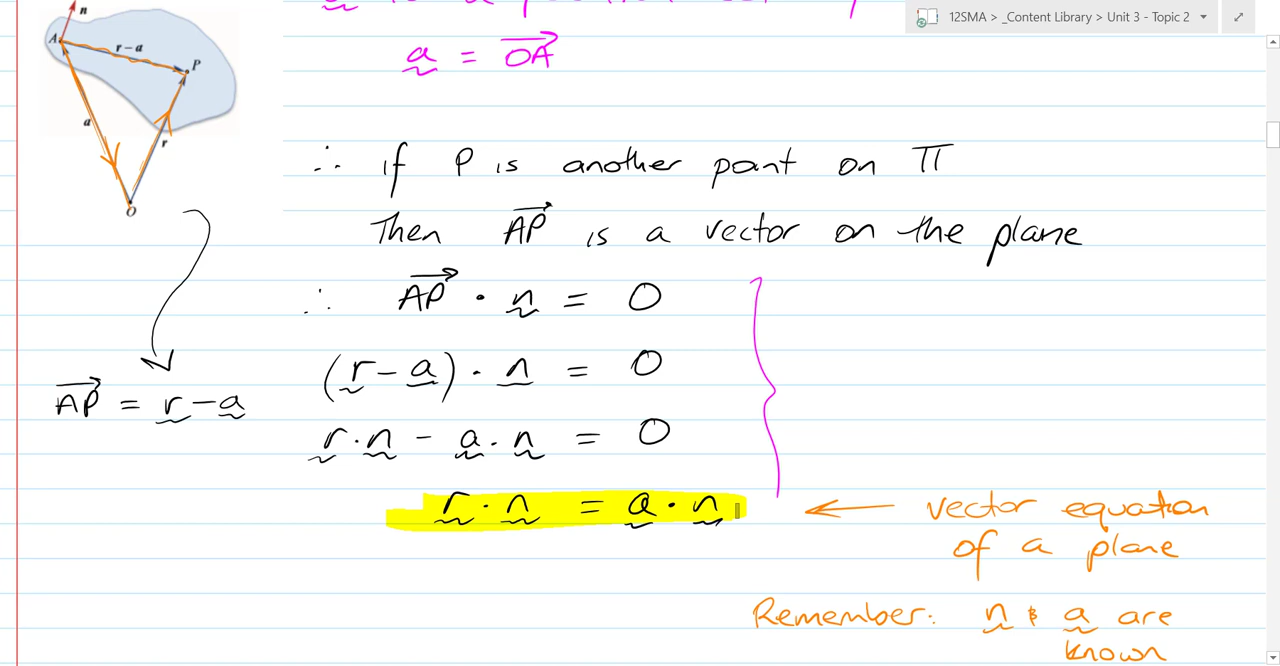 12SMA > _Content Library > Unit 3 - Topic 2
n
A
r - a
P
a
r
O
a = OA
∴ if P is another point on Π
Then AP is a vector on the plane
∴ AP · n = 0
(r - a) · n = 0
AP = r - a
r · n - a · n = 0
r · n = a · n ← vector equation
of a plane
Remember: n & a are
known